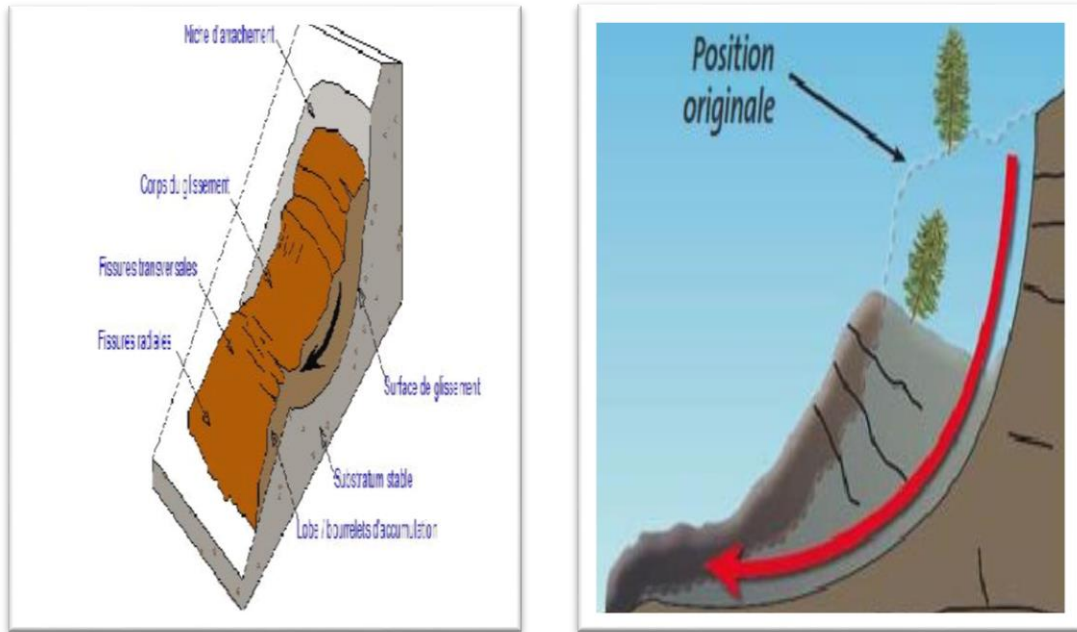 Niche d'arrachement
Corps du glissement
Fissures transversales
Fissures radiales
Surface de glissement
Substratum stable
Lobe / bourrelets d'accumulation
Position
originale